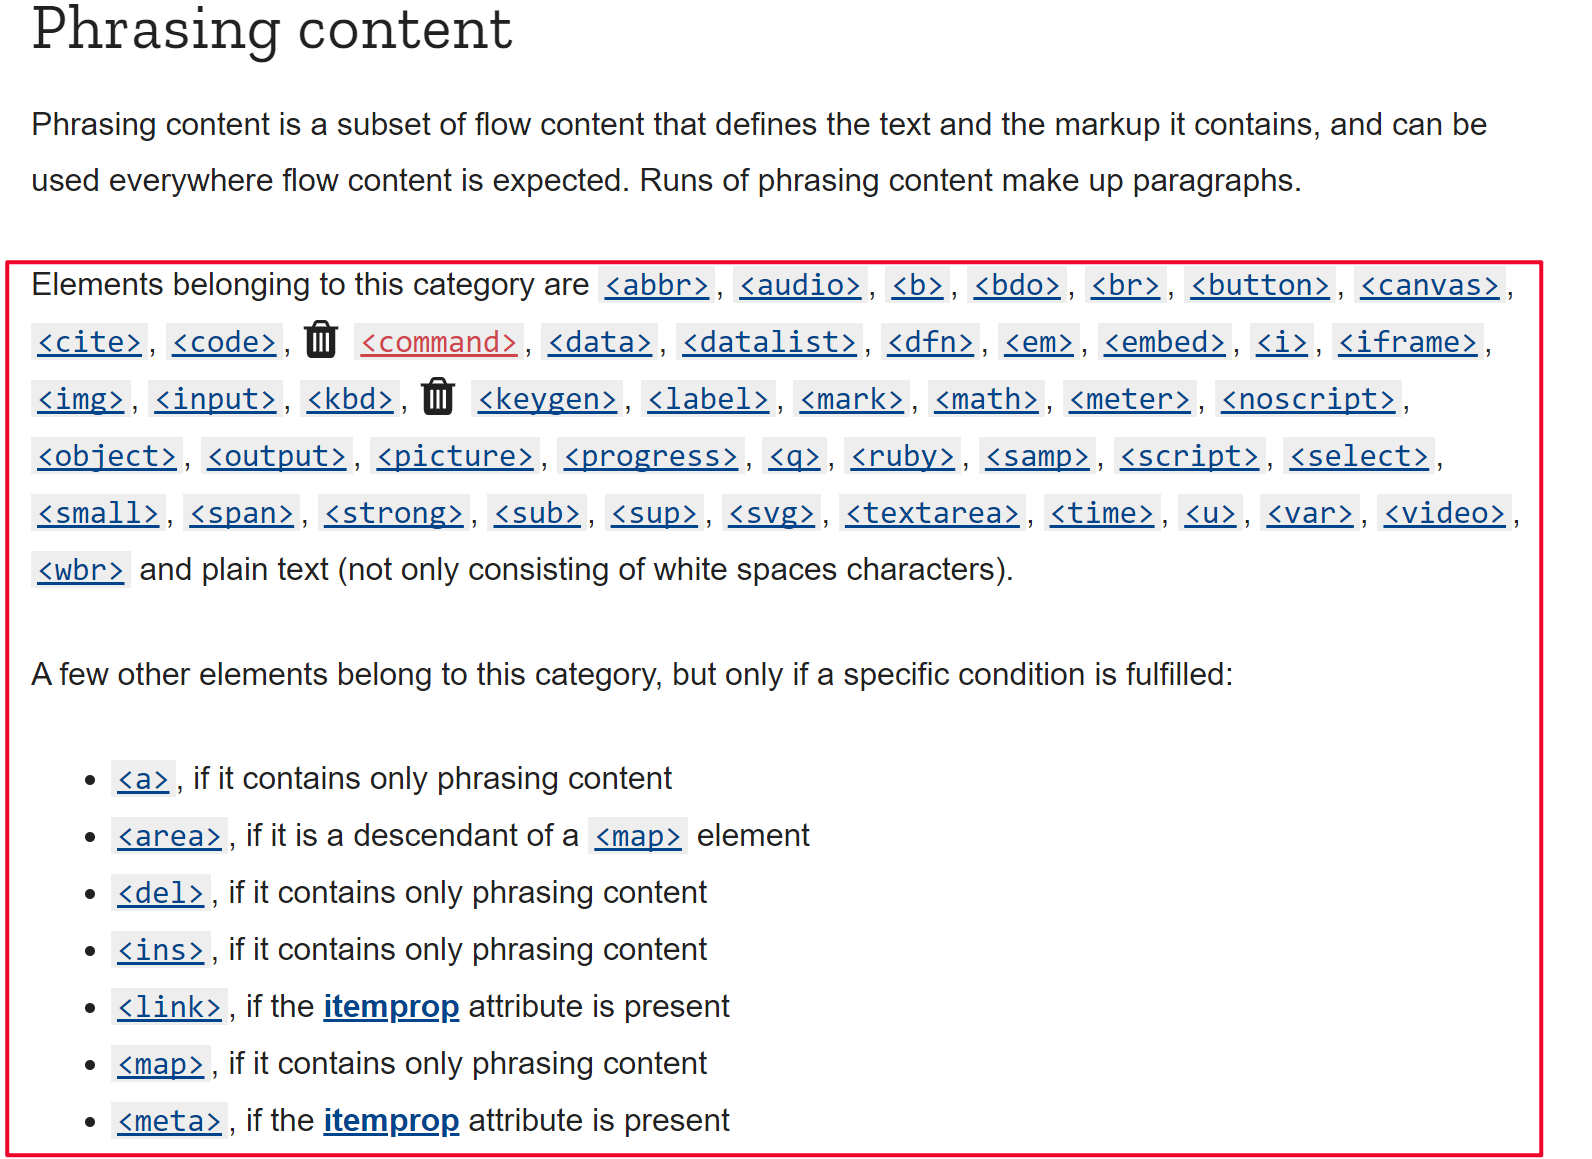 Phrasing content
Phrasing content is a subset of flow content that defines the text and the markup it contains, and can be
used everywhere flow content is expected. Runs of phrasing content make up paragraphs.
Elements belonging to this category are <abbr>, <audio>, <b>, <bdo>, <br>, <button>, <canvas>,
<cite>, <code>, <command>, <data>, <datalist>, <dfn>, <em>, <embed>, <i>, <iframe>,
<img>, <input>, <kbd>, <keygen>, <label>, <mark>, <math>, <meter>, <noscript>,
<object>, <output>, <picture>, <progress>, <q>, <ruby>, <samp>, <script>, <select>,
<small>, <span>, <strong>, <sub>, <sup>, <svg>, <textarea>, <time>, <u>, <var>, <video>,
<wbr> and plain text (not only consisting of white spaces characters).
A few other elements belong to this category, but only if a specific condition is fulfilled:
• <a>, if it contains only phrasing content
• <area>, if it is a descendant of a <map> element
• <del>, if it contains only phrasing content
• <ins>, if it contains only phrasing content
• <link>, if the itemprop attribute is present
• <map>, if it contains only phrasing content
• <meta>, if the itemprop attribute is present